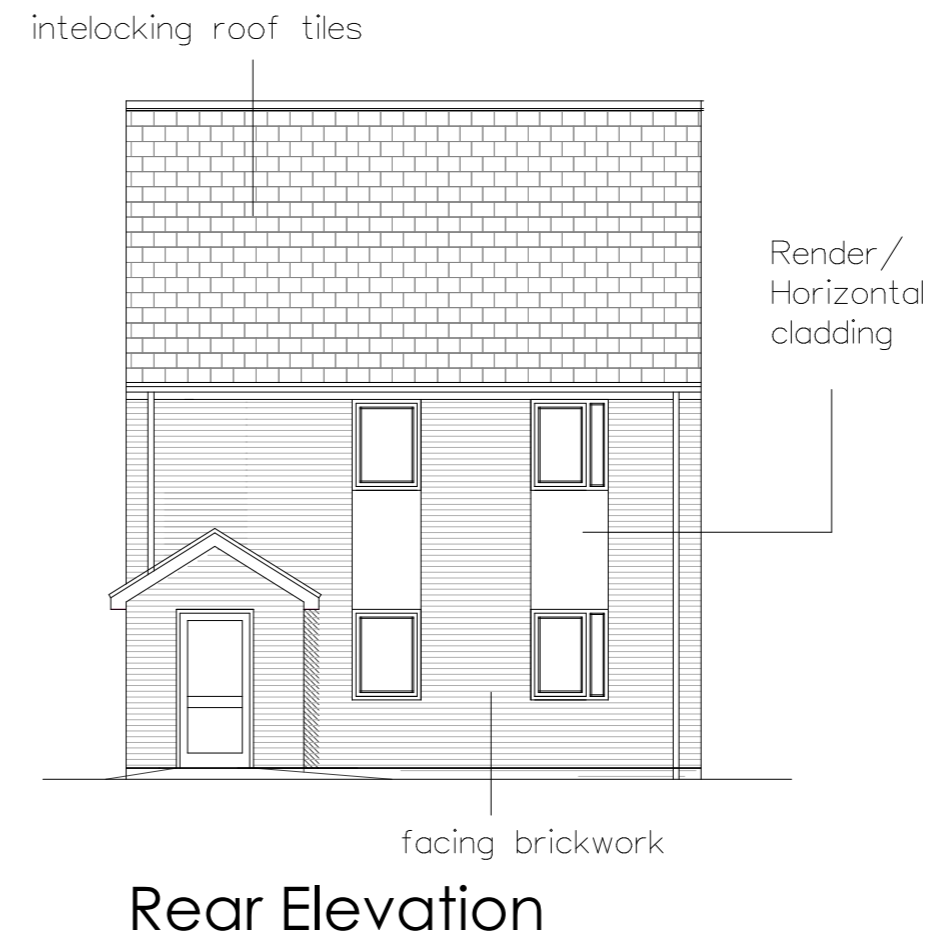 intelocking roof tiles
Render/
Horizontal
cladding
facing brickwork
Rear Elevation